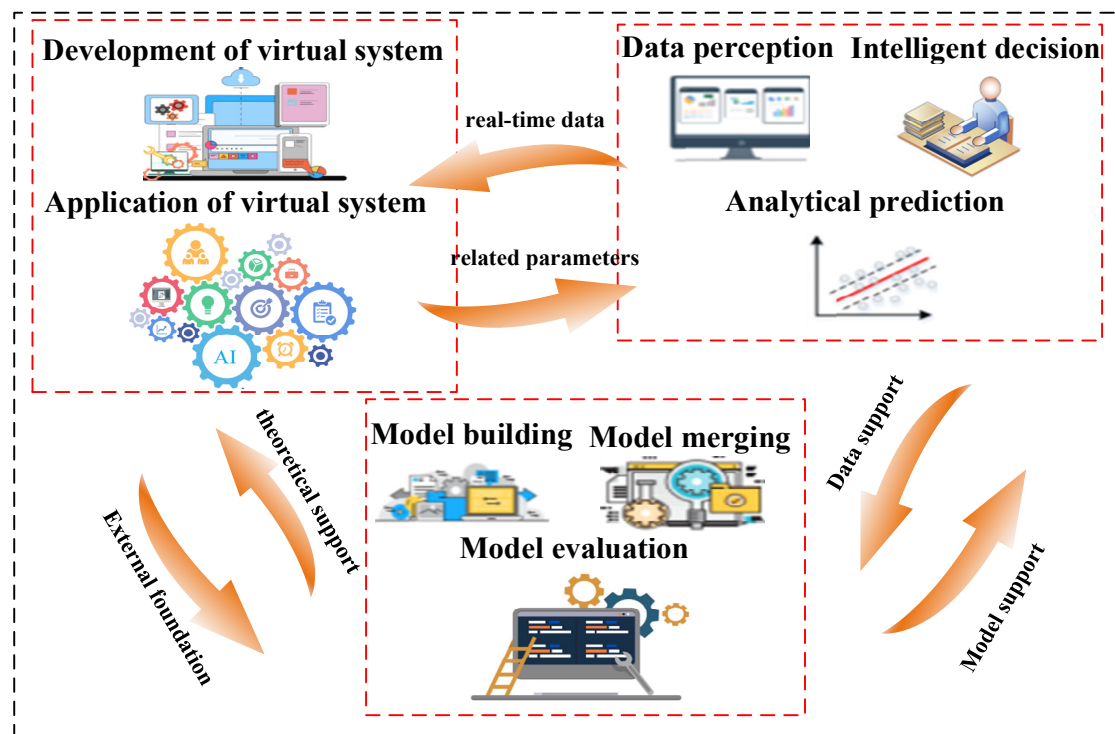 Development of virtual system
Application of virtual system
AI
real-time data
related parameters
Data perception
Intelligent decision
Analytical prediction
theoretical support
External foundation
Model building
Model merging
Model evaluation
Data support
Model support